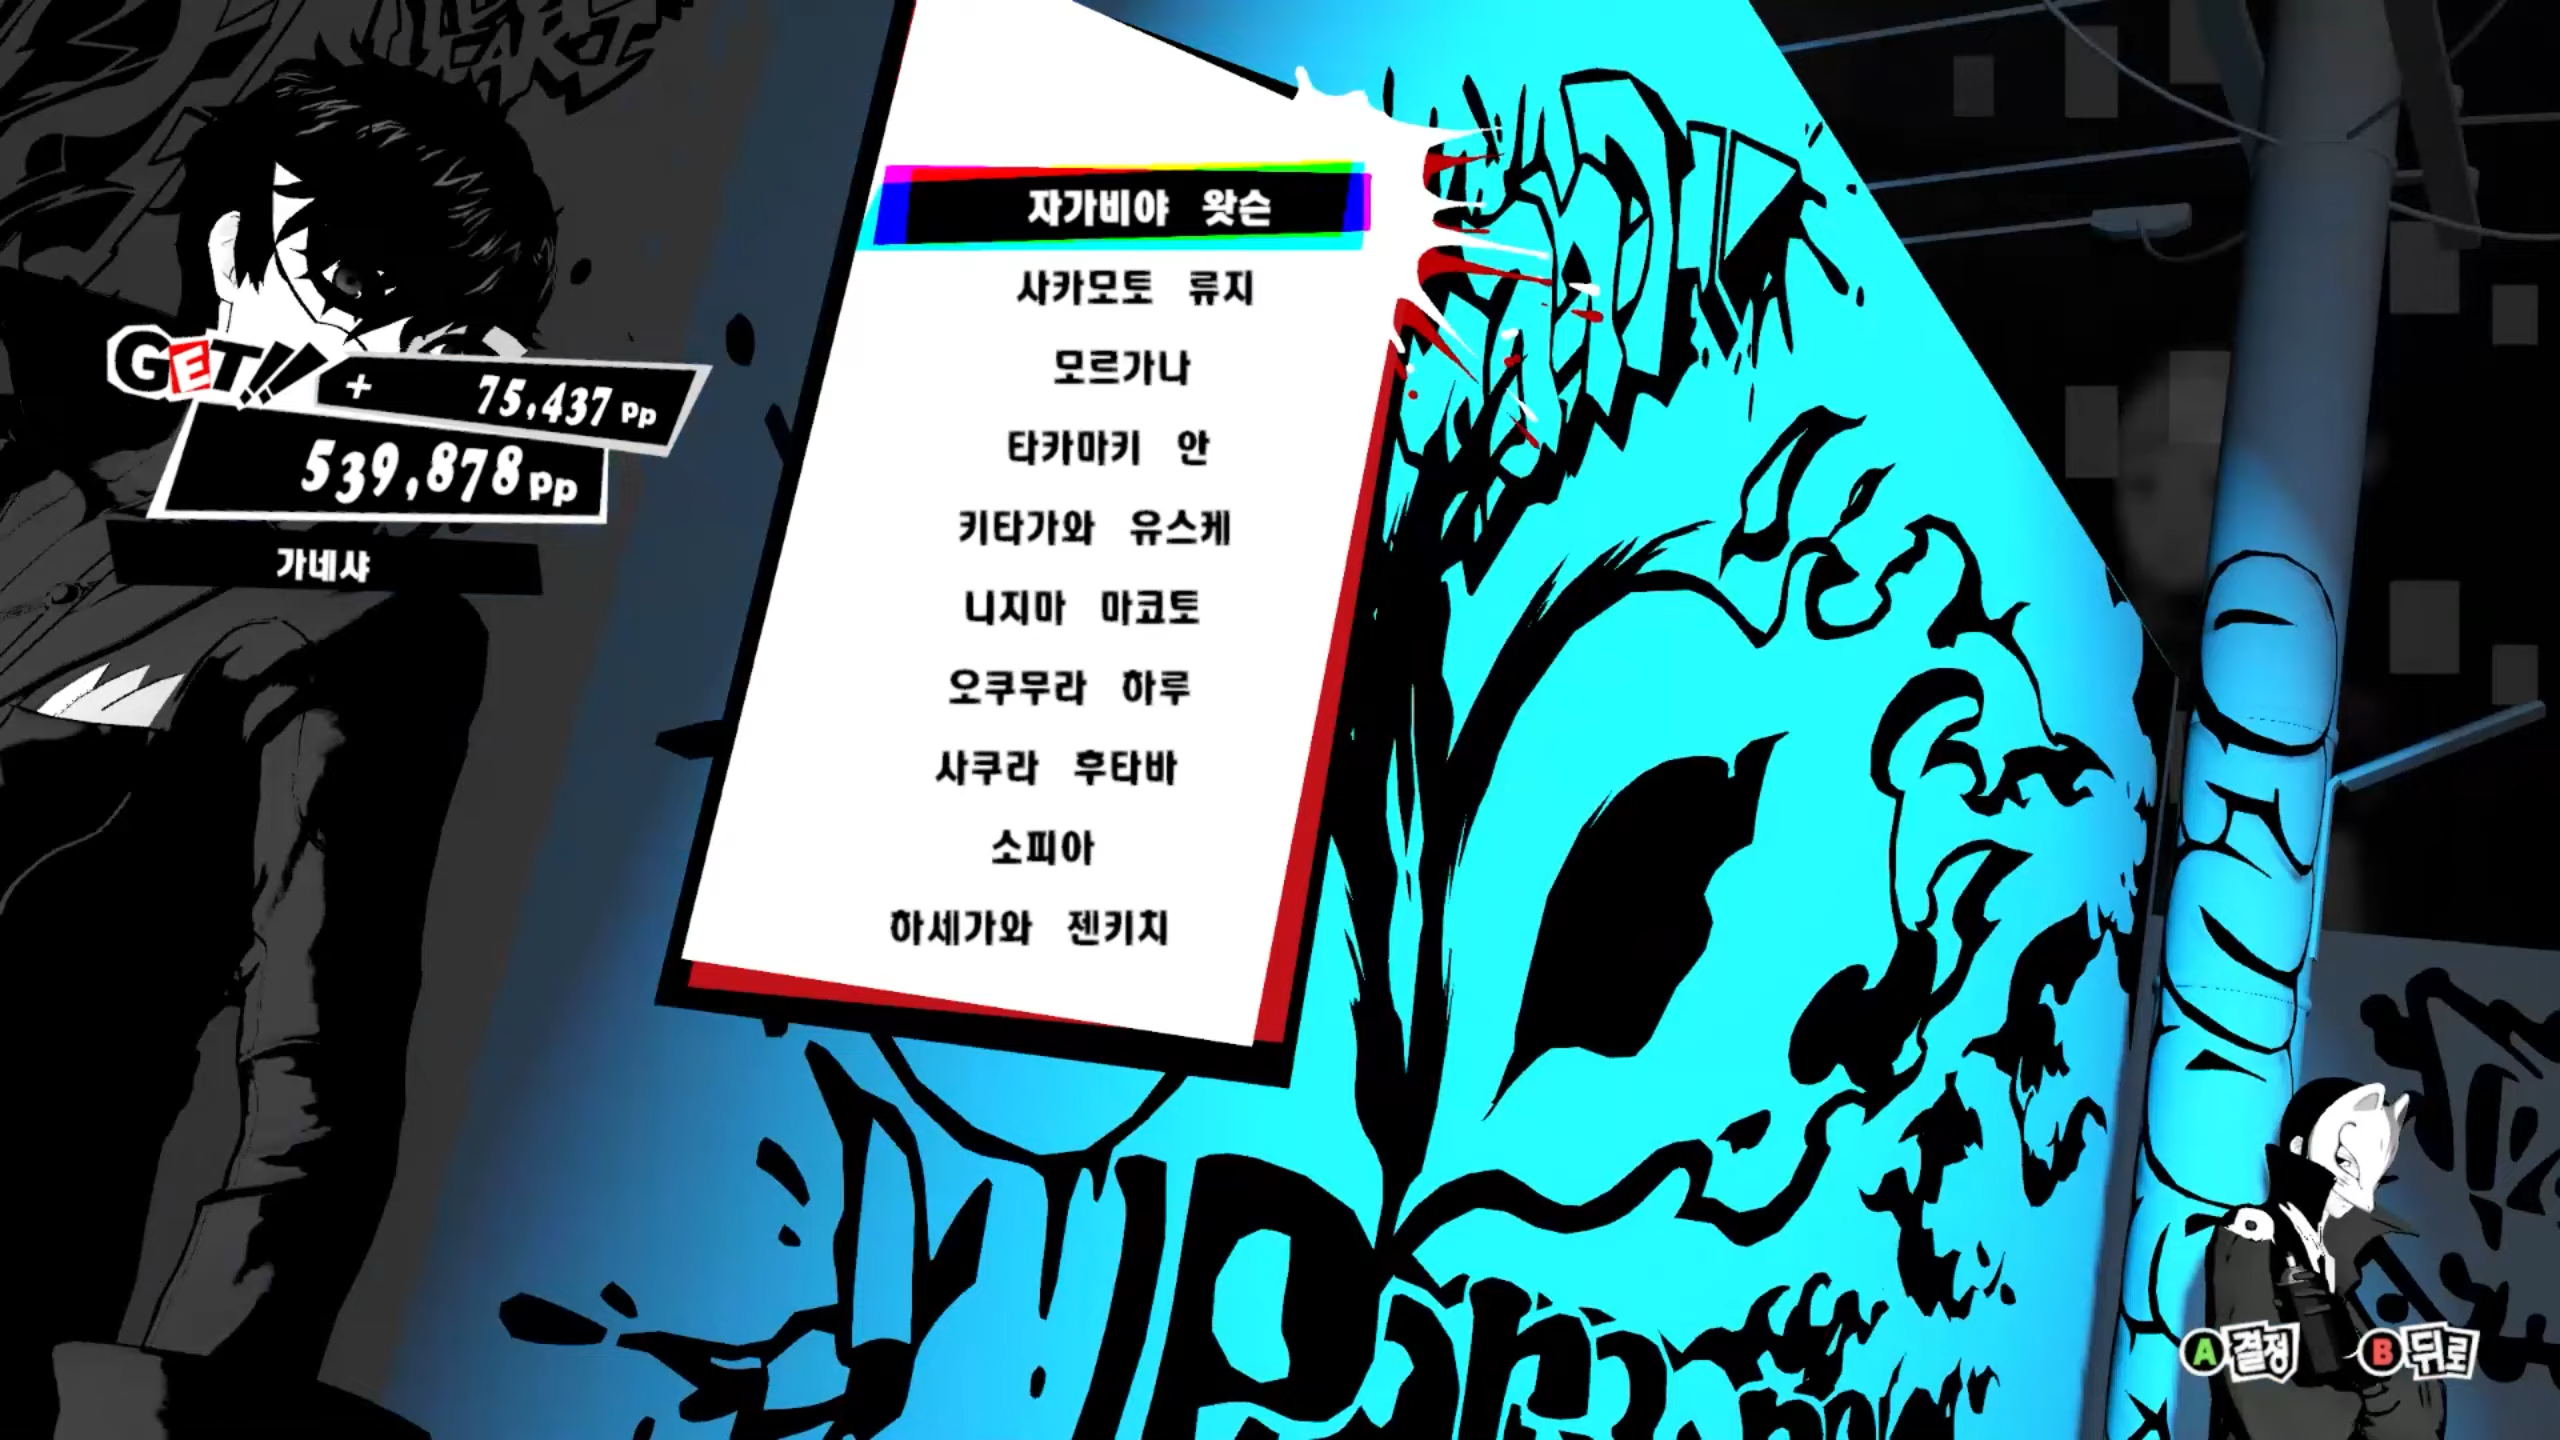 GET!!
+ 75,437 Pp
539,878 Pp
가네샤
자가비야 왓슨
사카모토 류지
모르가나
타카마키 안
키타가와 유스케
니지마 마코토
오쿠무라 하루
사쿠라 후타바
소피아
하세가와 젠키치
A 결정 B 뒤로